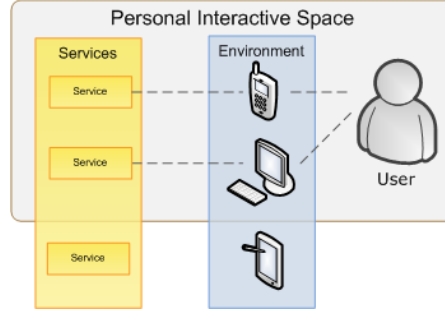 Personal Interactive Space
Services
Environment
Service
Service
User
Service